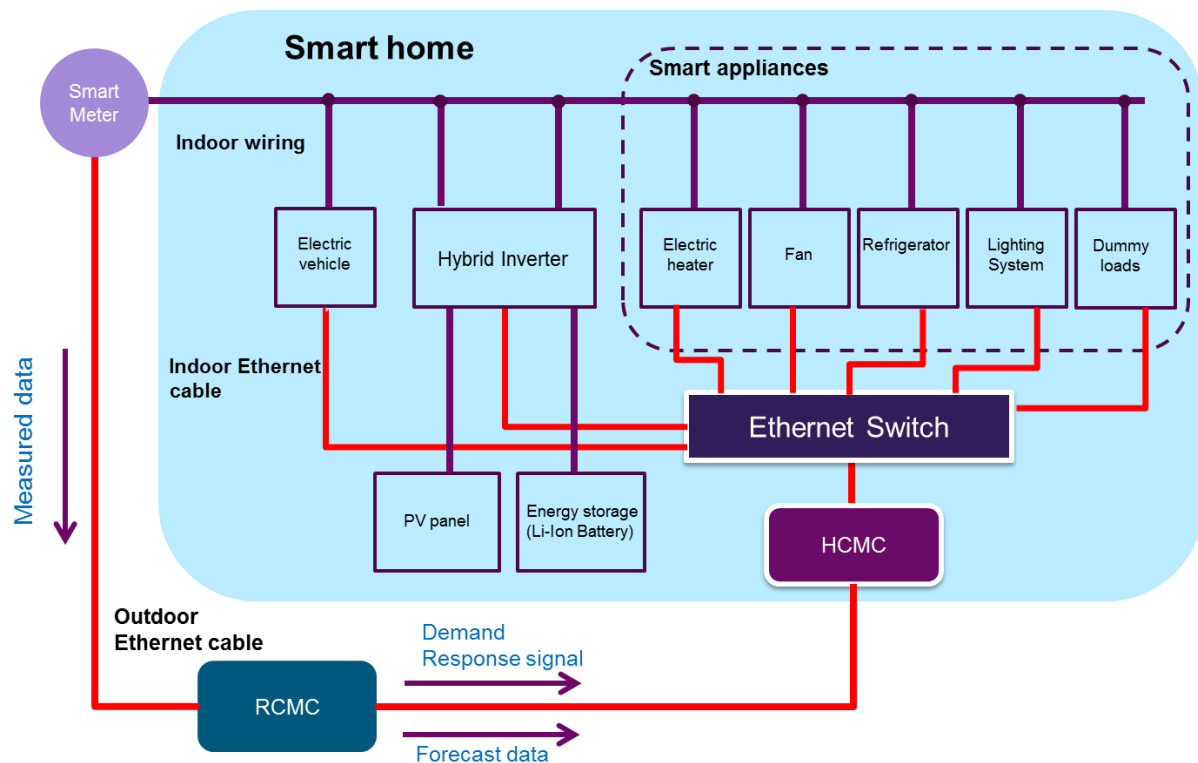 Smart home
Smart appliances
Smart
Meter
Indoor wiring
Electric
vehicle
Hybrid Inverter
Electric
heater
Fan
Refrigerator
Lighting
System
Dummy
loads
Indoor Ethernet
cable
Ethernet Switch
Measured data
PV panel
Energy storage
(Li-Ion Battery)
HCMC
Outdoor
Ethernet cable
Demand
Response signal
RCMC
Forecast data